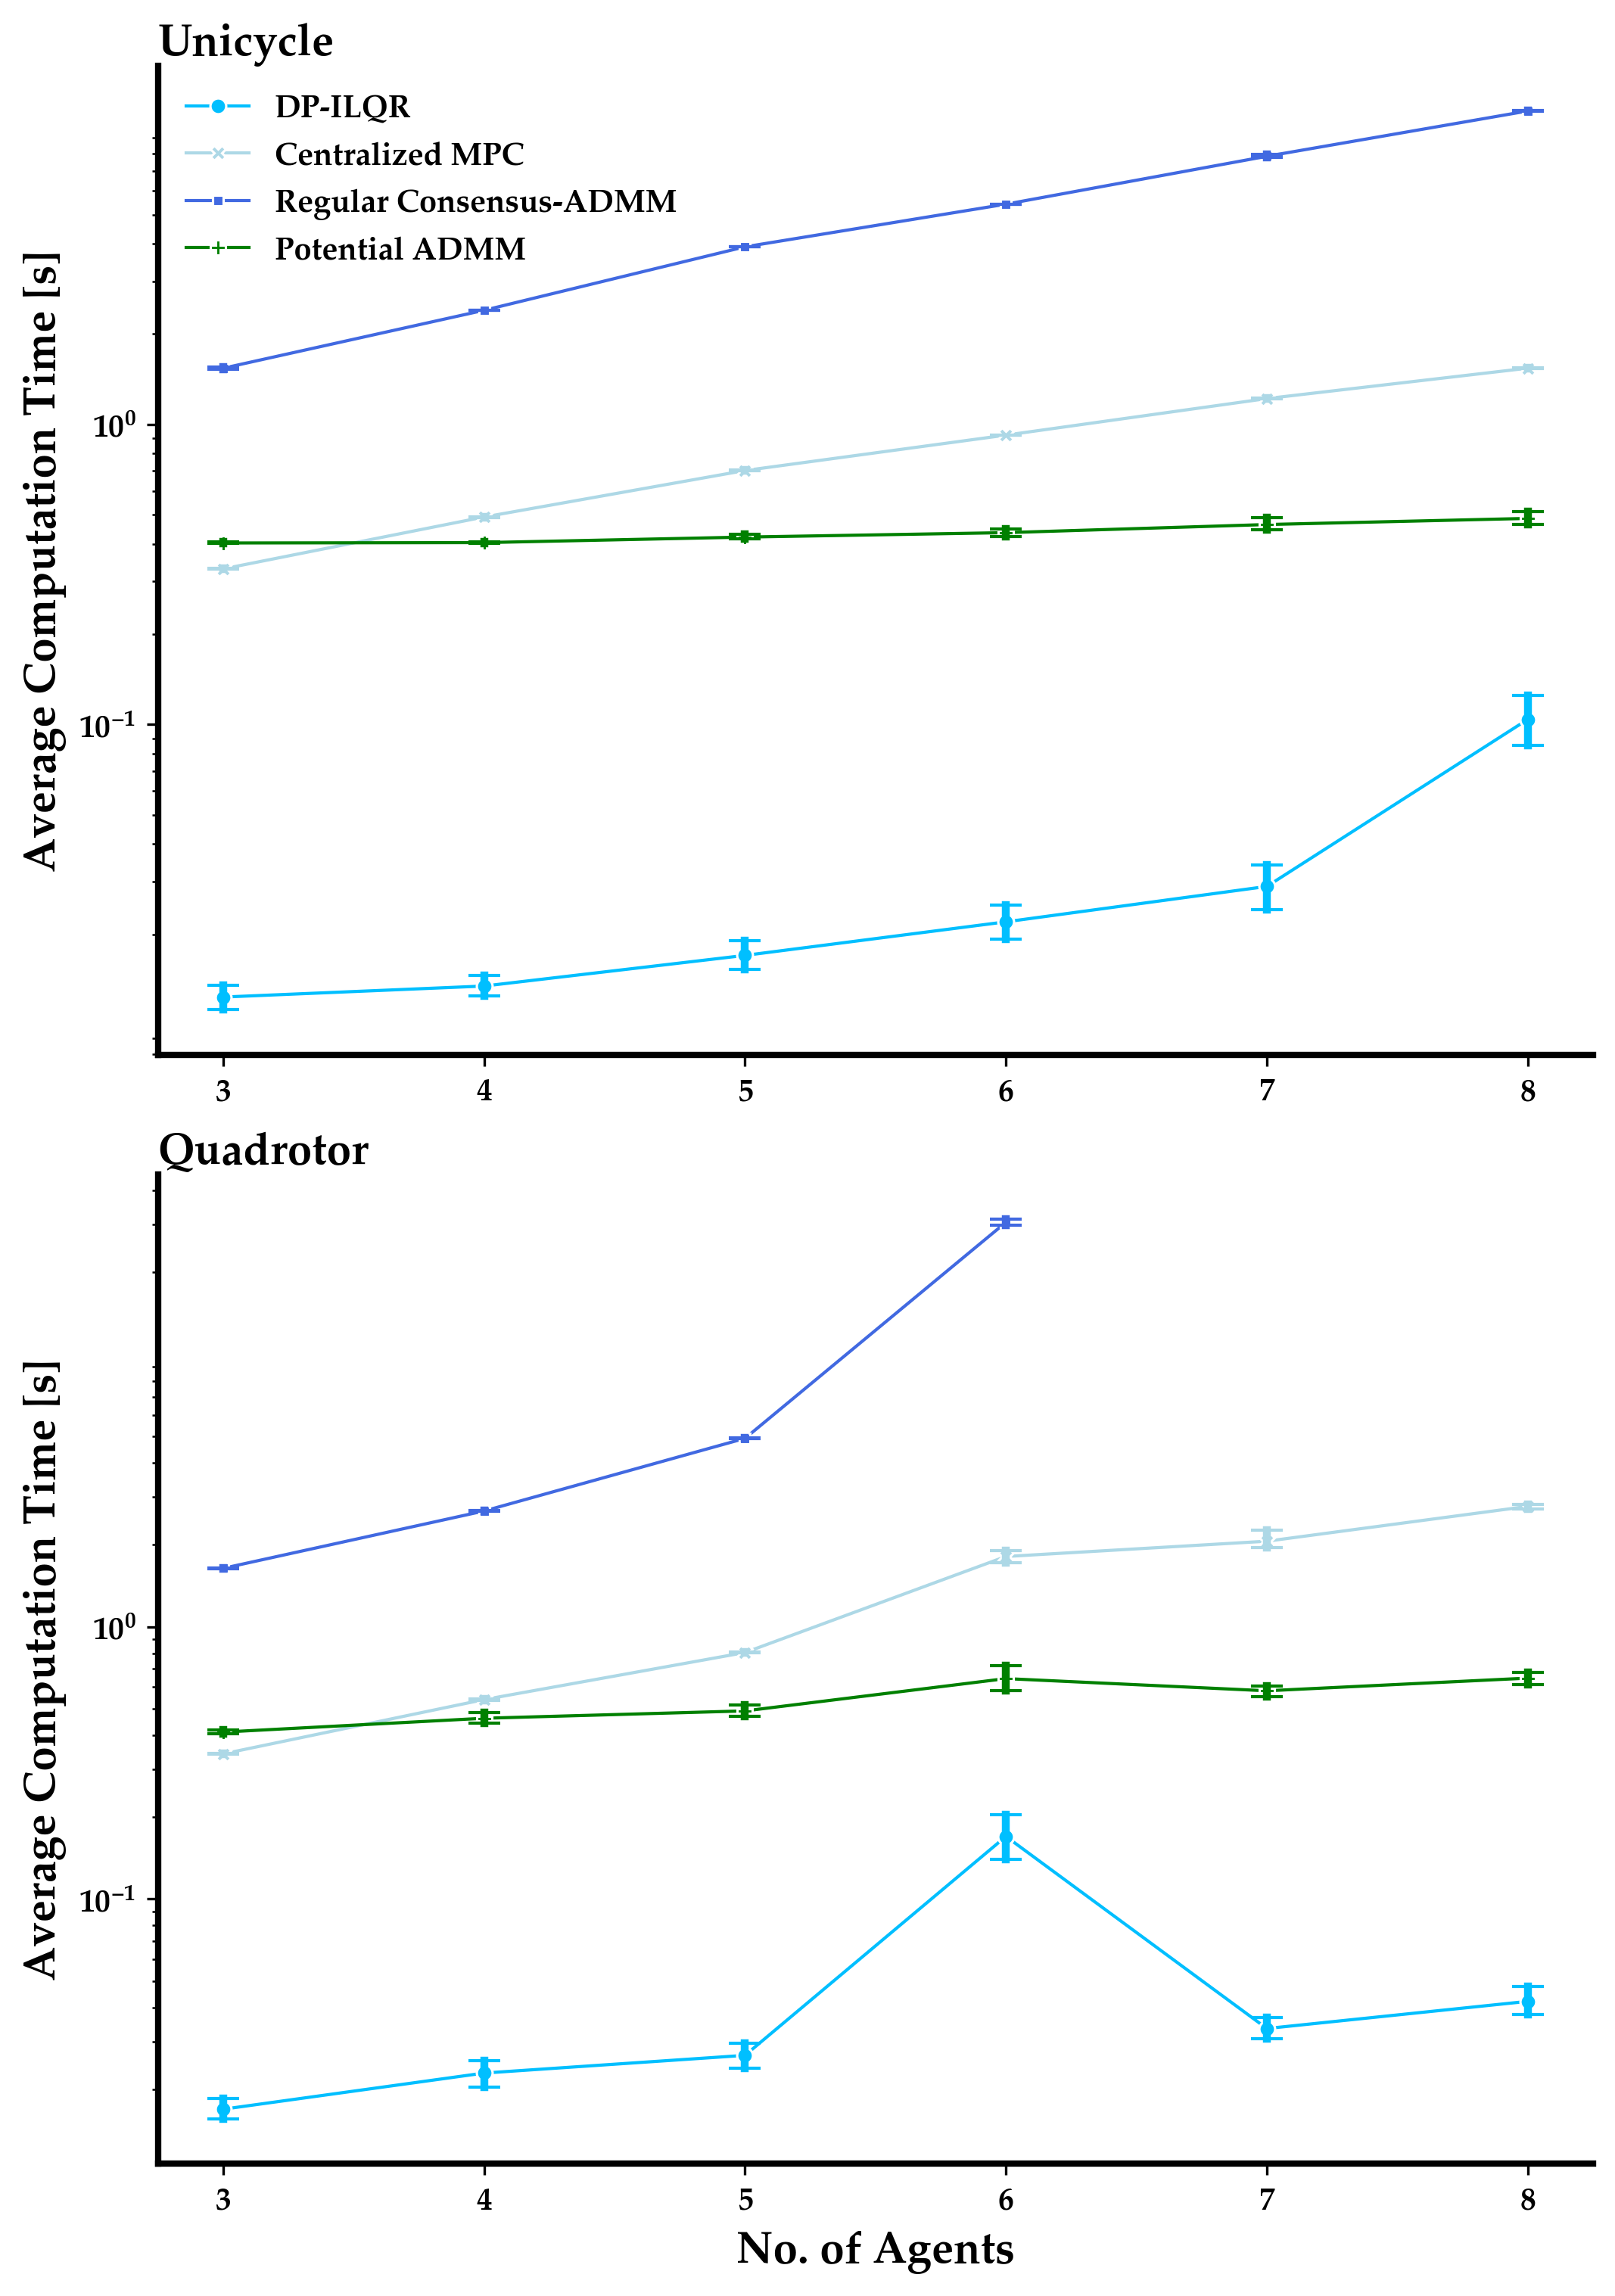 Unicycle
DP-ILQR
Centralized MPC
Regular Consensus-ADMM
Potential ADMM
Average Computation Time [s]
10⁰
10⁻¹
3 4 5 6 7 8
Quadrotor
Average Computation Time [s]
10⁰
10⁻¹
3 4 5 6 7 8
No. of Agents